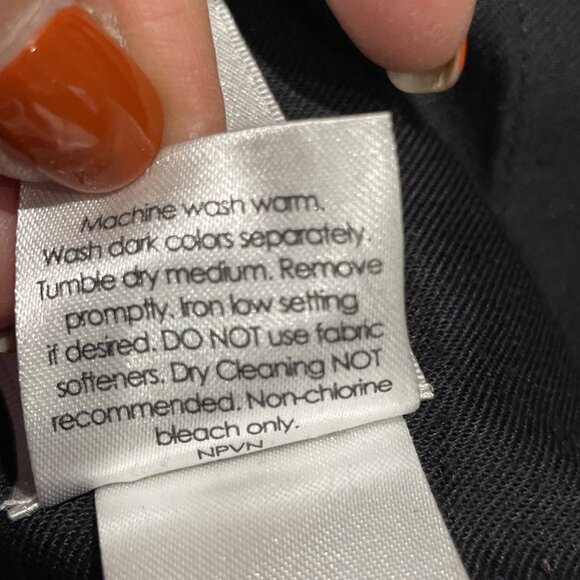 Machine wash warm.
Wash dark colors separately.
Tumble dry medium. Remove
promptly. Iron low setting
if desired. DO NOT use fabric
softeners. Dry Cleaning NOT
recommended. Non-chlorine
bleach only.
NPVN